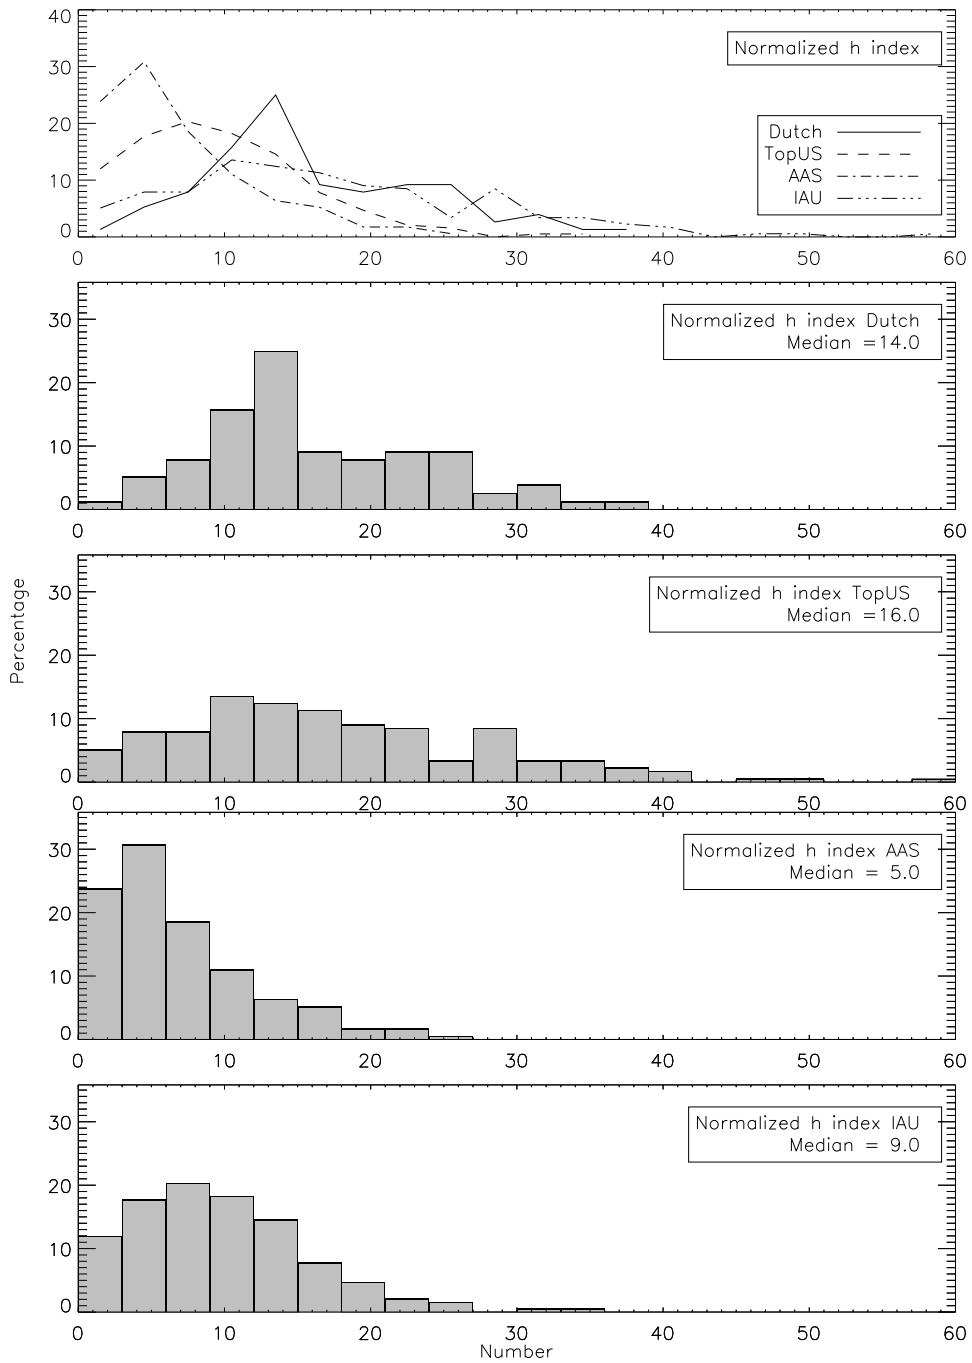 40
30
20
10
0
Normalized h index
Dutch
TopUS
AAS
IAU
0 10 20 30 40 50 60
30
20
10
0
Normalized h index Dutch
Median =14.0
0 10 20 30 40 50 60
Percentage
30
20
10
0
Normalized h index TopUS
Median =16.0
0 10 20 30 40 50 60
30
20
10
0
Normalized h index AAS
Median = 5.0
0 10 20 30 40 50 60
30
20
10
0
Normalized h index IAU
Median = 9.0
0 10 20 30 40 50 60
Number